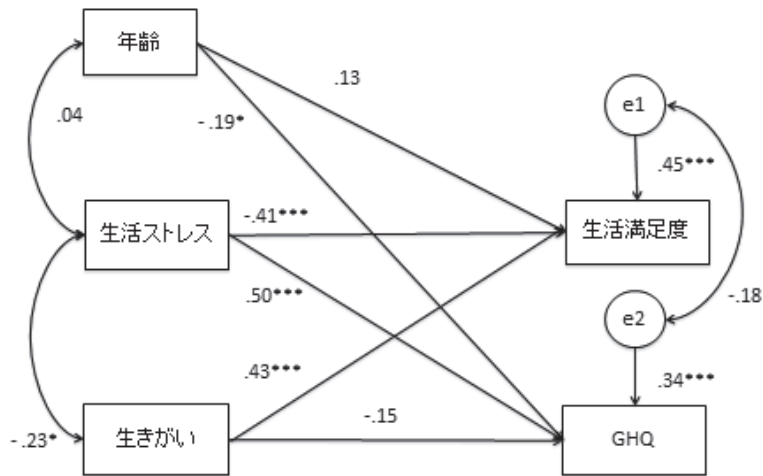 年齢
.13
e1
.04
-.19*
.45***
生活ストレス
-.41***
生活満足度
.50***
e2
-.18
.43***
.34***
-.15
-.23*
生きがい
GHQ